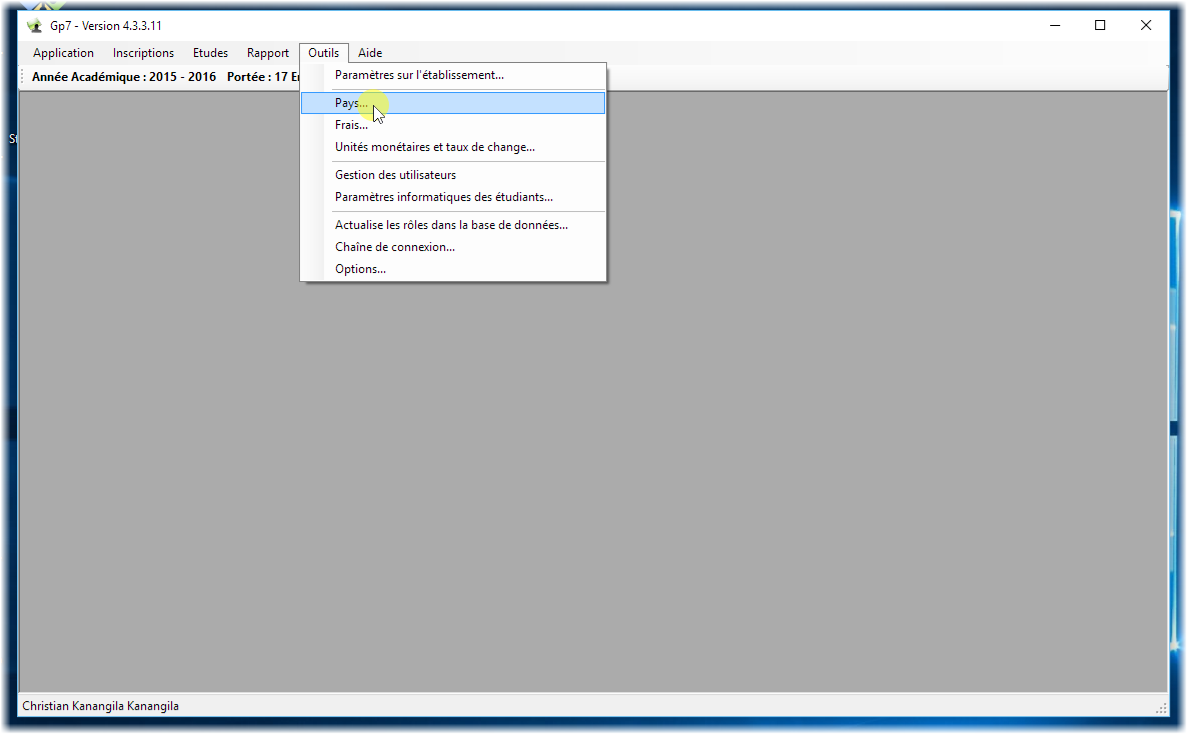 Gp7 - Version 4.3.3.11
Application Inscriptions Etudes Rapport Outils Aide
Année Académique : 2015 - 2016 Portée : 17
Paramètres sur l'établissement...
Pays...
Frais...
Unités monétaires et taux de change...
Gestion des utilisateurs
Paramètres informatiques des étudiants...
Actualise les rôles dans la base de données...
Chaîne de connexion...
Options...
Christian Kanangila Kanangila